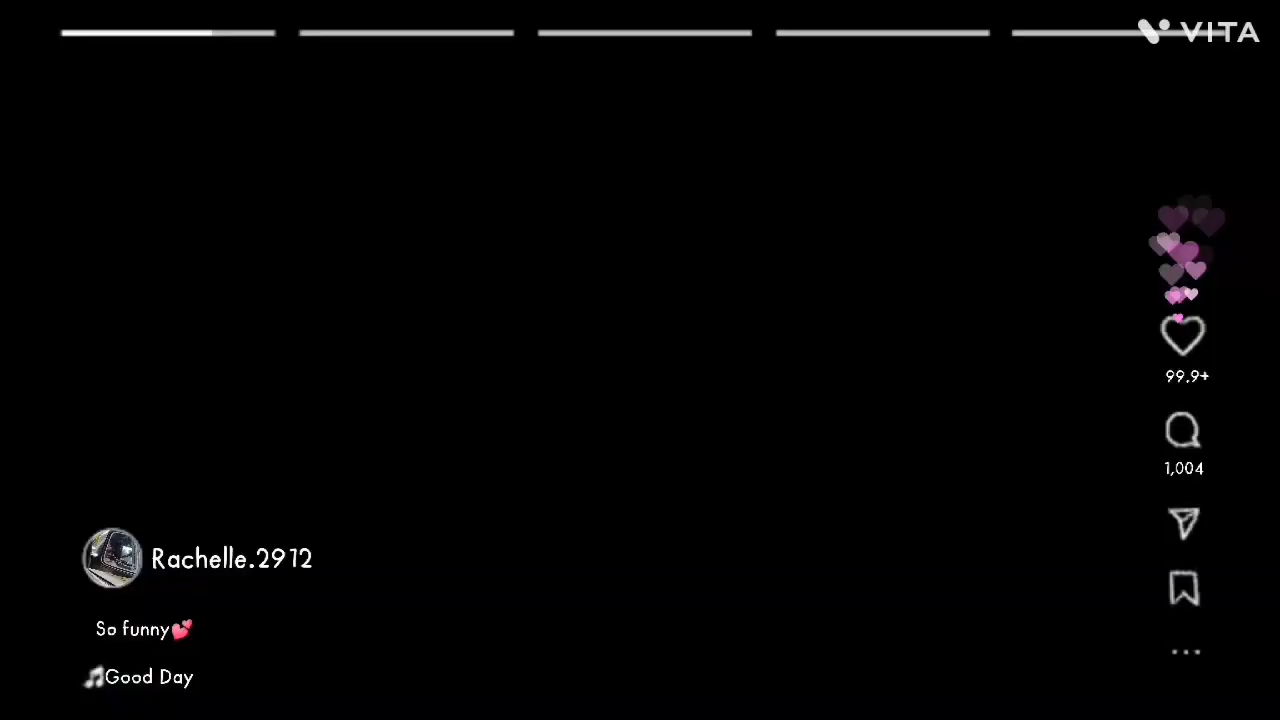 VITA
99.9+
1,004
Rachelle.2912
So funny💕
🎵Good Day